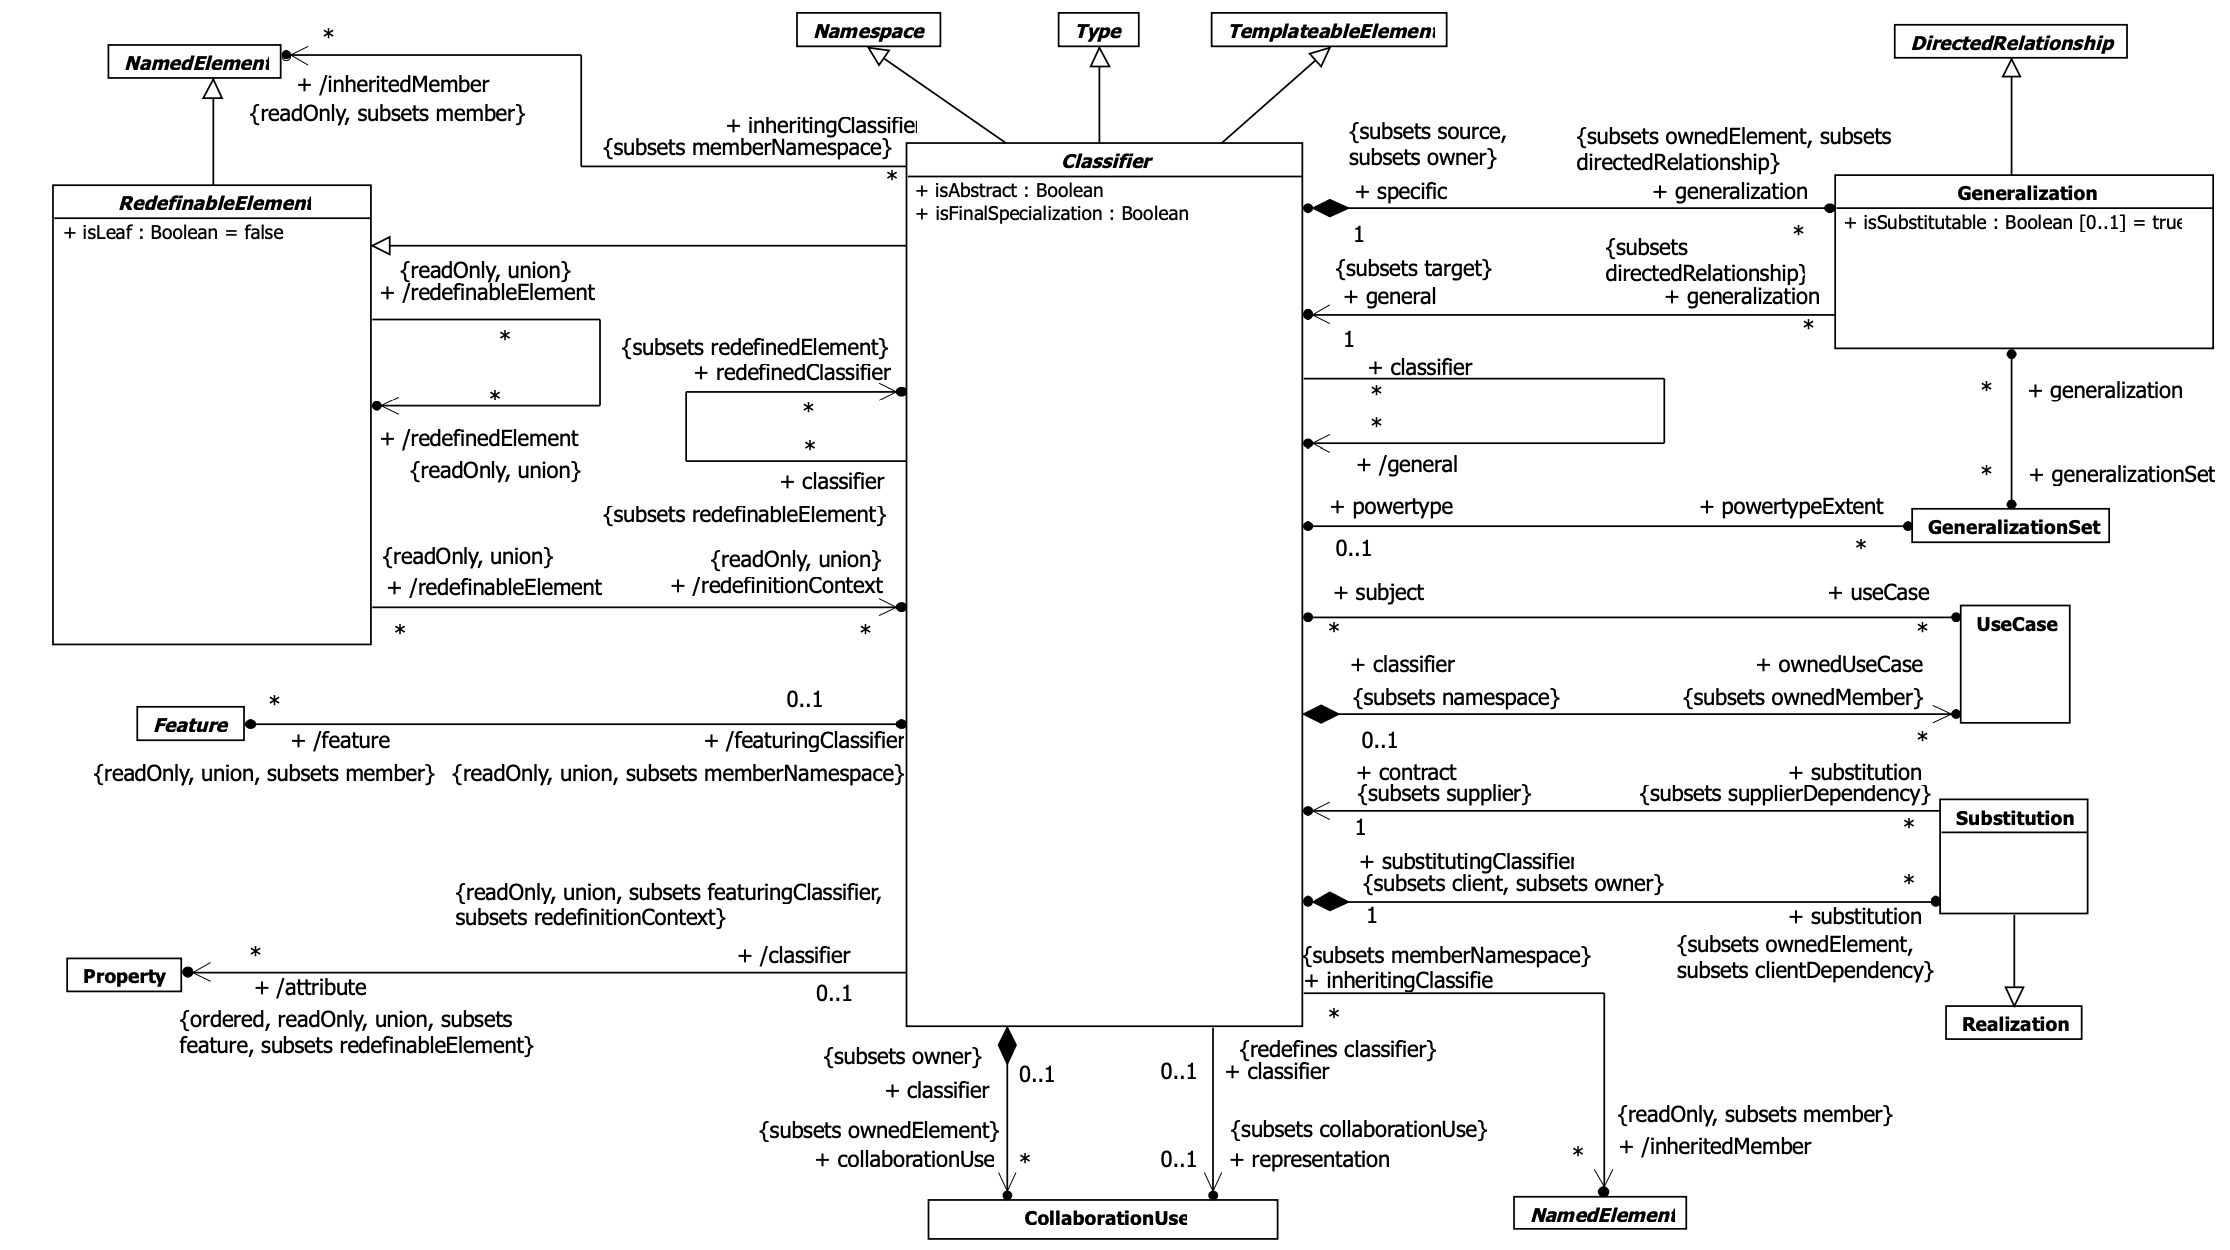 Namespace
Type
TemplateableElement
DirectedRelationship
NamedElement
*
+ /inheritedMember
{readOnly, subsets member}
+ inheritingClassifier
{subsets memberNamespace}
*
RedefinableElement
+ isLeaf : Boolean = false
Classifier
+ isAbstract : Boolean
+ isFinalSpecialization : Boolean
{subsets source,
subsets owner}
+ specific
1
{subsets ownedElement, subsets
directedRelationship}
+ generalization
*
Generalization
+ isSubstitutable : Boolean [0..1] = true
{subsets target}
+ general
1
{subsets
directedRelationship}
+ generalization
*
{readOnly, union}
+ /redefinableElement
*
*
+ /redefinedElement
{readOnly, union}
{subsets redefinedElement}
+ redefinedClassifier
*
*
+ classifier
{subsets redefinableElement}
+ classifier
*
*
+ /general
*
+ generalization
*
+ generalizationSet
GeneralizationSet
+ powertype
0..1
+ powertypeExtent
*
{readOnly, union}
+ /redefinableElement
*
{readOnly, union}
+ /redefinitionContext
*
+ subject
*
+ useCase
*
UseCase
+ classifier
{subsets namespace}
0..1
+ ownedUseCase
{subsets ownedMember}
*
Feature
*
+ /feature
{readOnly, union, subsets member}
0..1
+ /featuringClassifier
{readOnly, union, subsets memberNamespace}
+ contract
{subsets supplier}
1
+ substitution
{subsets supplierDependency}
*
Substitution
+ substitutingClassifier
{subsets client, subsets owner}
1
*
+ substitution
{subsets ownedElement,
subsets clientDependency}
Realization
{readOnly, union, subsets featuringClassifier,
subsets redefinitionContext}
+ /classifier
0..1
Property
*
+ /attribute
{ordered, readOnly, union, subsets
feature, subsets redefinableElement}
{subsets memberNamespace}
+ inheritingClassifie
*
{readOnly, subsets member}
+ /inheritedMember
*
NamedElement
{subsets owner}
+ classifier
0..1
{subsets ownedElement}
+ collaborationUse
*
{redefines classifier}
+ classifier
0..1
{subsets collaborationUse}
+ representation
0..1
CollaborationUse